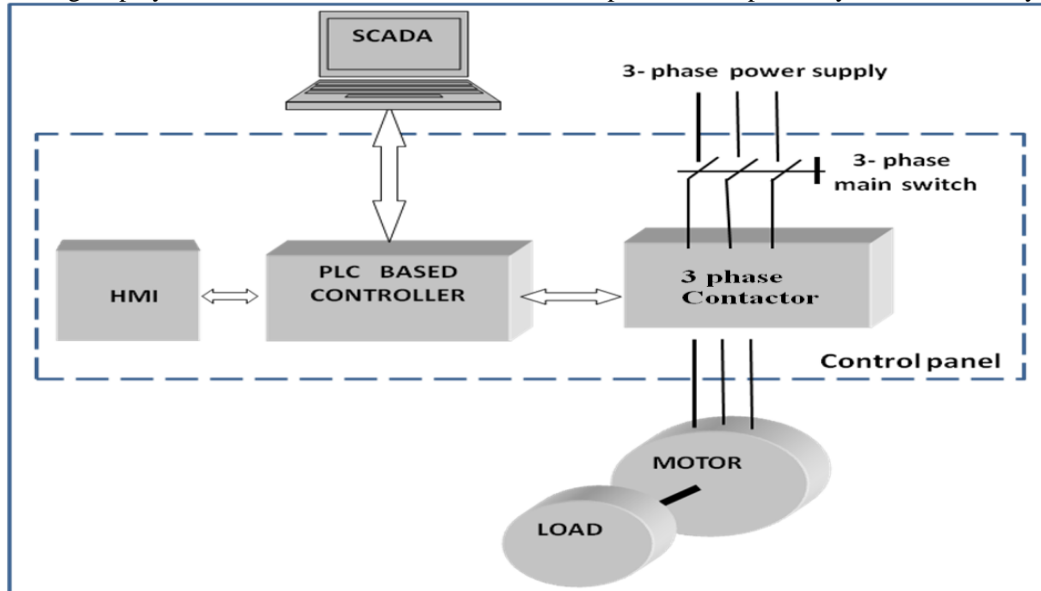 SCADA
3- phase power supply
3- phase
main switch
HMI
PLC BASED
CONTROLLER
3 phase
Contactor
Control panel
MOTOR
LOAD